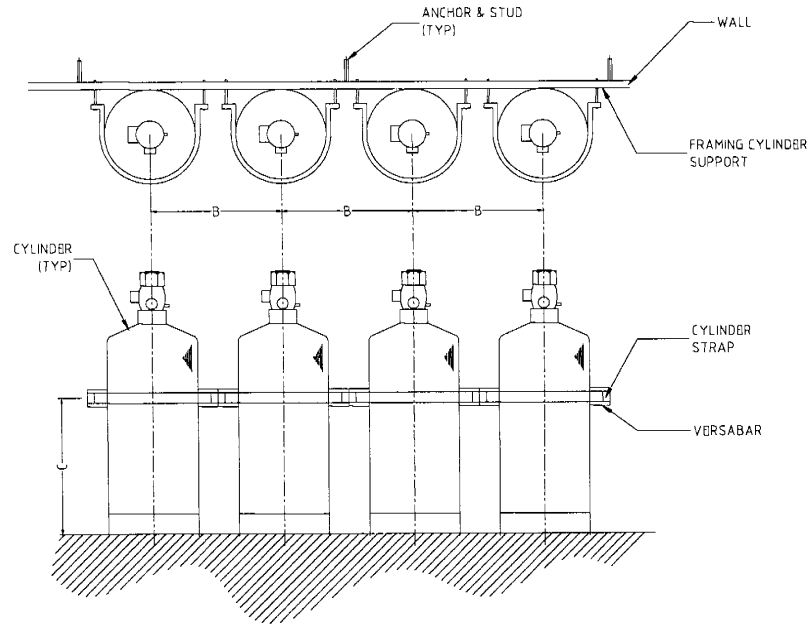 ANCHOR & STUD
(TYP)
WALL
FRAMING CYLINDER
SUPPORT
B
B
B
CYLINDER
(TYP)
CYLINDER
STRAP
VERSABAR
C